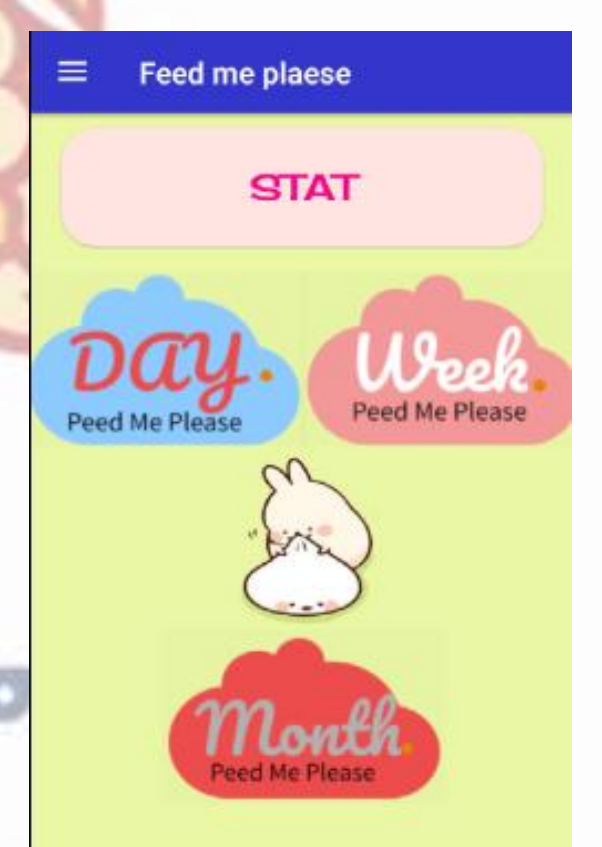 Feed me plaese
STAT
DAY.
Peed Me Please
Week.
Peed Me Please
Month.
Peed Me Please